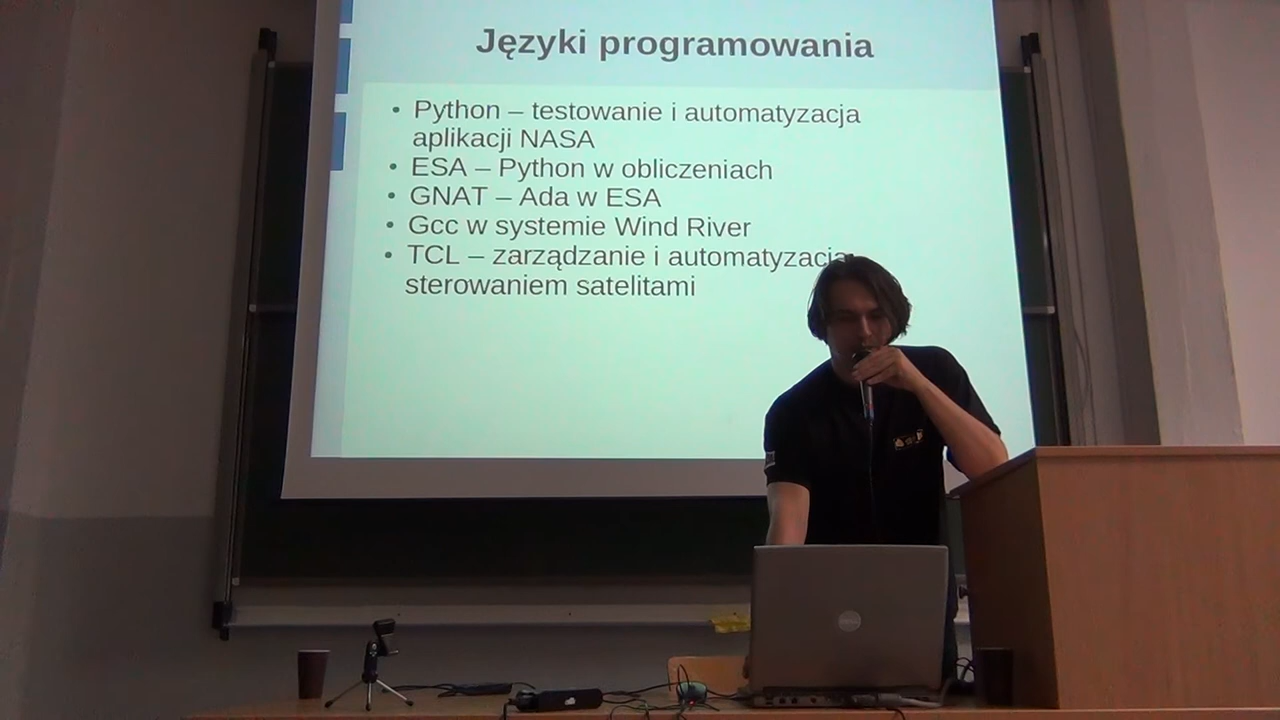 Języki programowania
• Python – testowanie i automatyzacja
aplikacji NASA
• ESA – Python w obliczeniach
• GNAT – Ada w ESA
• Gcc w systemie Wind River
• TCL – zarządzanie i automatyzacja
sterowaniem satelitami